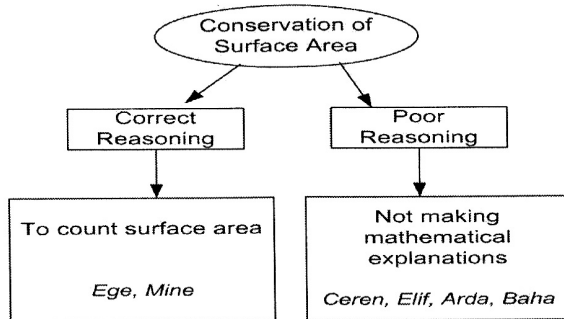 Conservation of
Surface Area
Correct
Reasoning
Poor
Reasoning
To count surface area
Ege, Mine
Not making
mathematical
explanations
Ceren, Elif, Arda, Baha